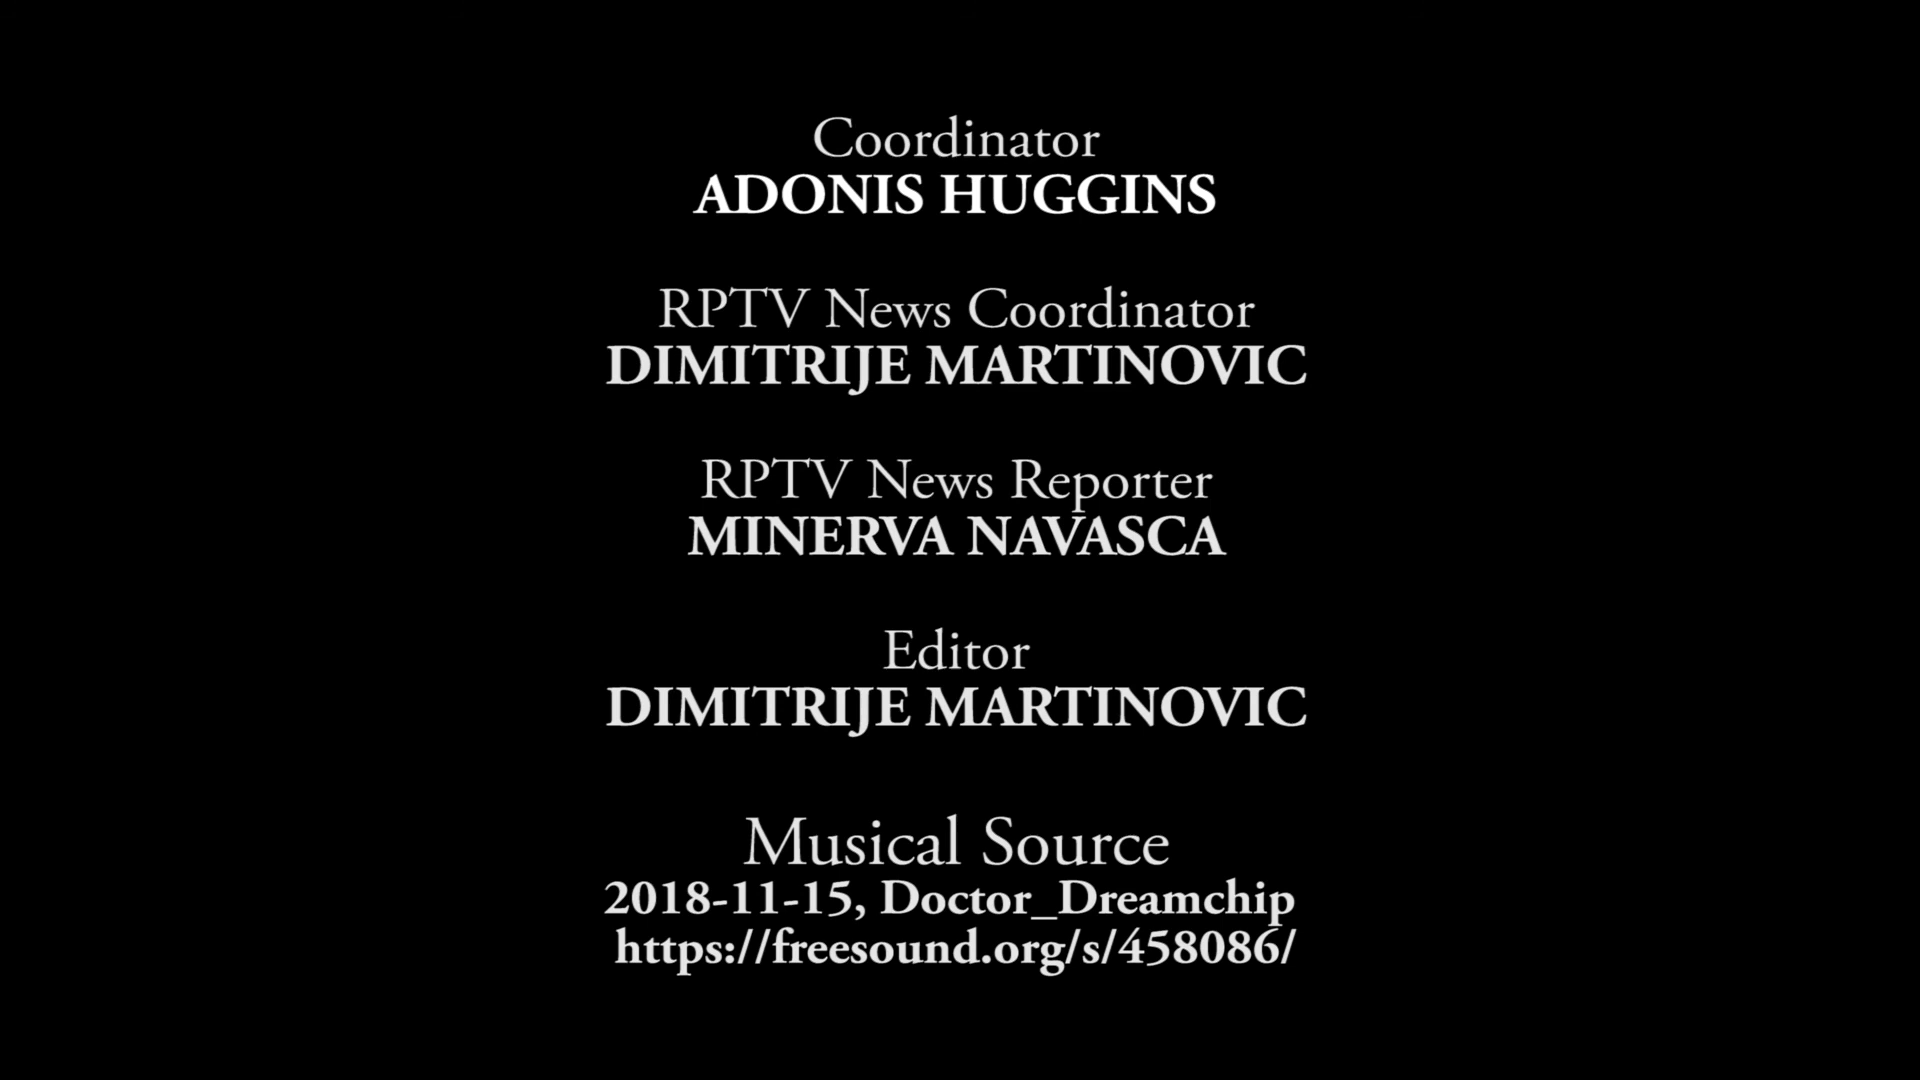 Coordinator
ADONIS HUGGINS
RPTV News Coordinator
DIMITRIJE MARTINOVIC
RPTV News Reporter
MINERVA NAVASCA
Editor
DIMITRIJE MARTINOVIC
Musical Source
2018-11-15, Doctor_Dreamchip
https://freesound.org/s/458086/